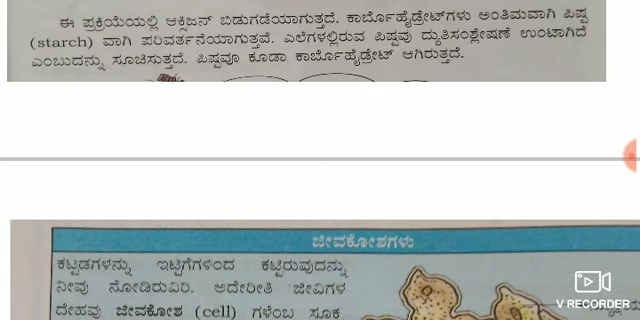 ಈ ಪ್ರಕ್ರಿಯೆಯಲ್ಲಿ ಆಕ್ಸಿಜನ್ ಬಿಡುಗಡೆಯಾಗುತ್ತದೆ. ಕಾರ್ಬೊಹೈಡ್ರೇಟ್‌ಗಳು ಅಂತಿಮವಾಗಿ ಪಿಷ್ಟ
(starch) ವಾಗಿ ಪರಿವರ್ತನೆಯಾಗುತ್ತವೆ. ಎಲೆಗಳಲ್ಲಿರುವ ಪಿಷ್ಟವು ದ್ಯುತಿಸಂಶ್ಲೇಷಣೆ ಉಂಟಾಗಿದೆ
ಎಂಬುದನ್ನು ಸೂಚಿಸುತ್ತದೆ. ಪಿಷ್ಟವೂ ಕೂಡಾ ಕಾರ್ಬೊಹೈಡ್ರೇಟ್ ಆಗಿರುತ್ತದೆ.
ಜೀವಕೋಶಗಳು
ಕಟ್ಟಡಗಳನ್ನು ಇಟ್ಟಿಗೆಗಳಿಂದ ಕಟ್ಟಿರುವುದನ್ನು
ನೀವು ನೋಡಿರುವಿರಿ. ಅದೇರೀತಿ ಜೀವಿಗಳ
ದೇಹವು ಜೀವಕೋಶ (cell) ಗಳೆಂಬ ಸೂಕ್ಷ್ಮ
V RECORDER